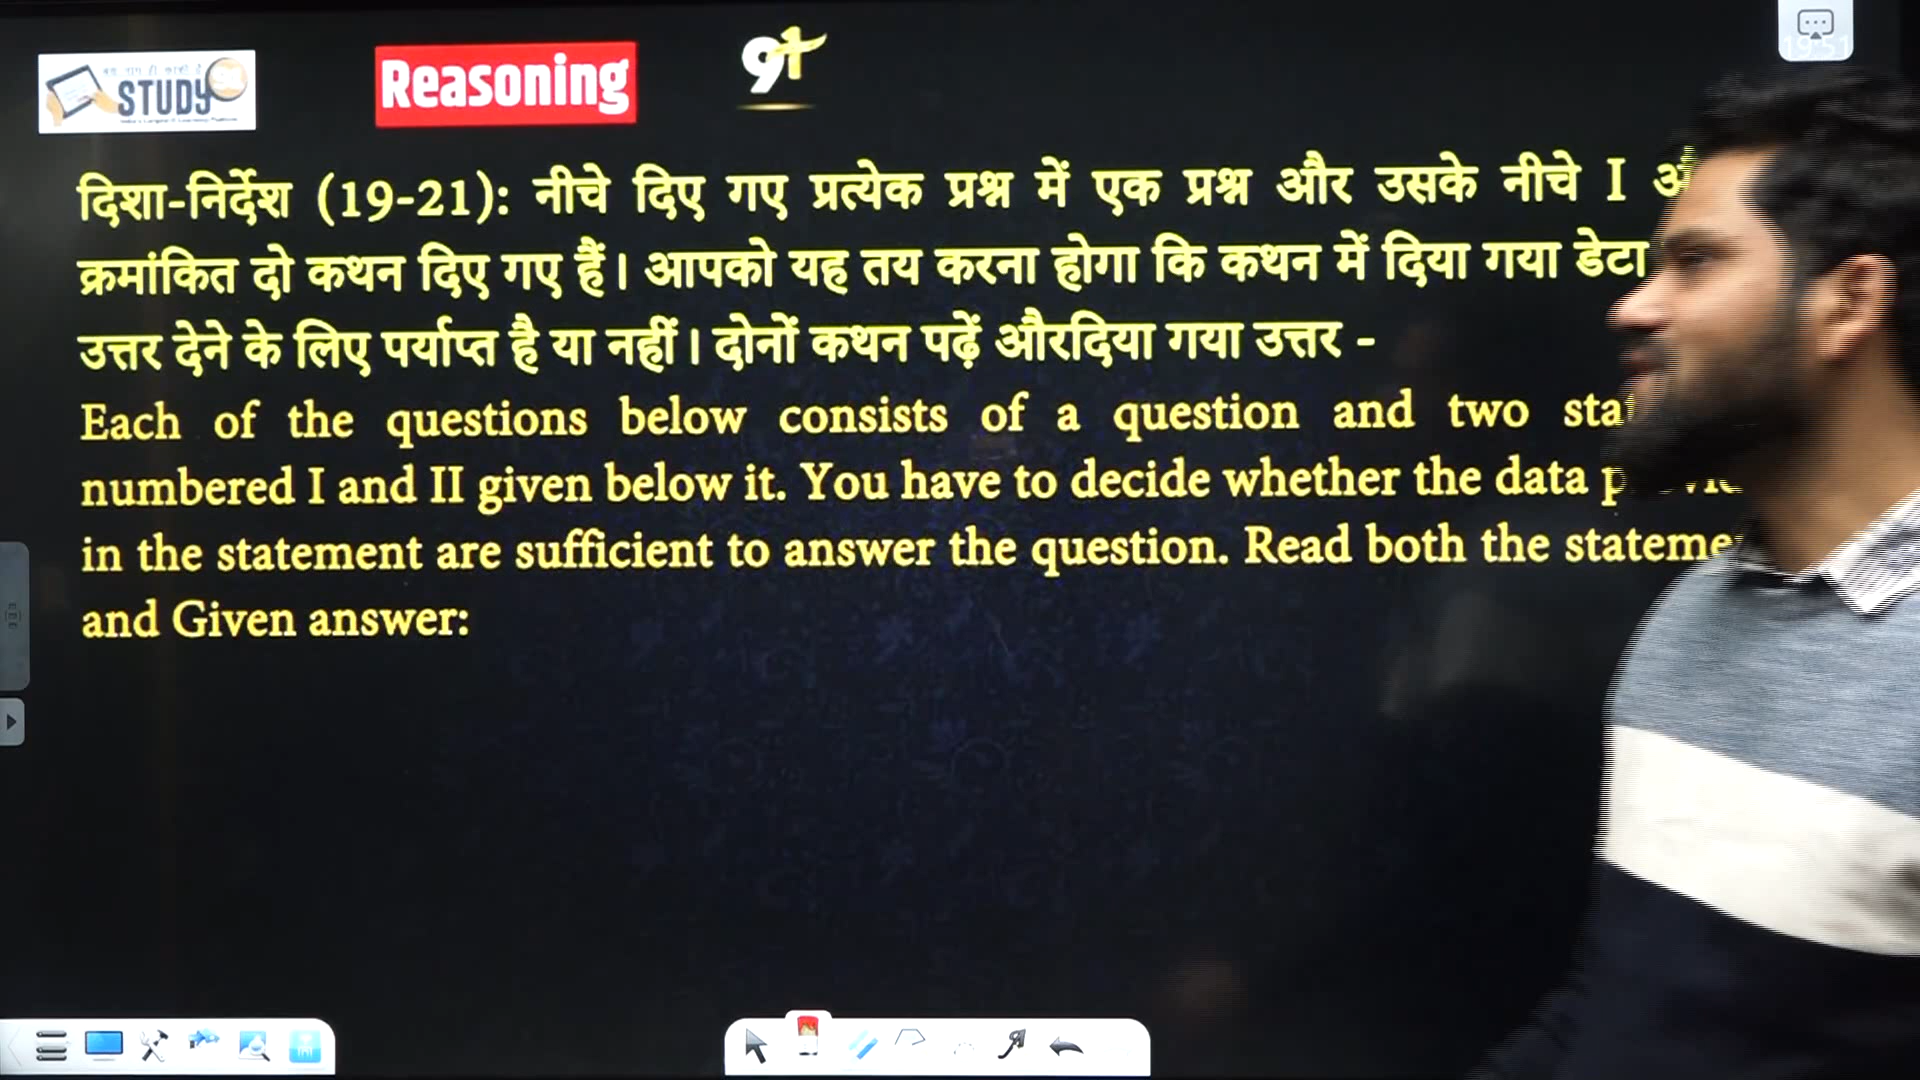 STUDY
Reasoning
91
19:51
दिशा-निर्देश (19-21): नीचे दिए गए प्रत्येक प्रश्न में एक प्रश्न और उसके नीचे I
क्रमांकित दो कथन दिए गए हैं। आपको यह तय करना होगा कि कथन में दिया गया डेटा
उत्तर देने के लिए पर्याप्त है या नहीं। दोनों कथन पढ़ें औरदिया गया उत्तर -
Each of the questions below consists of a question and two
numbered I and II given below it. You have to decide whether the data
in the statement are sufficient to answer the question. Read both the
and Given answer: